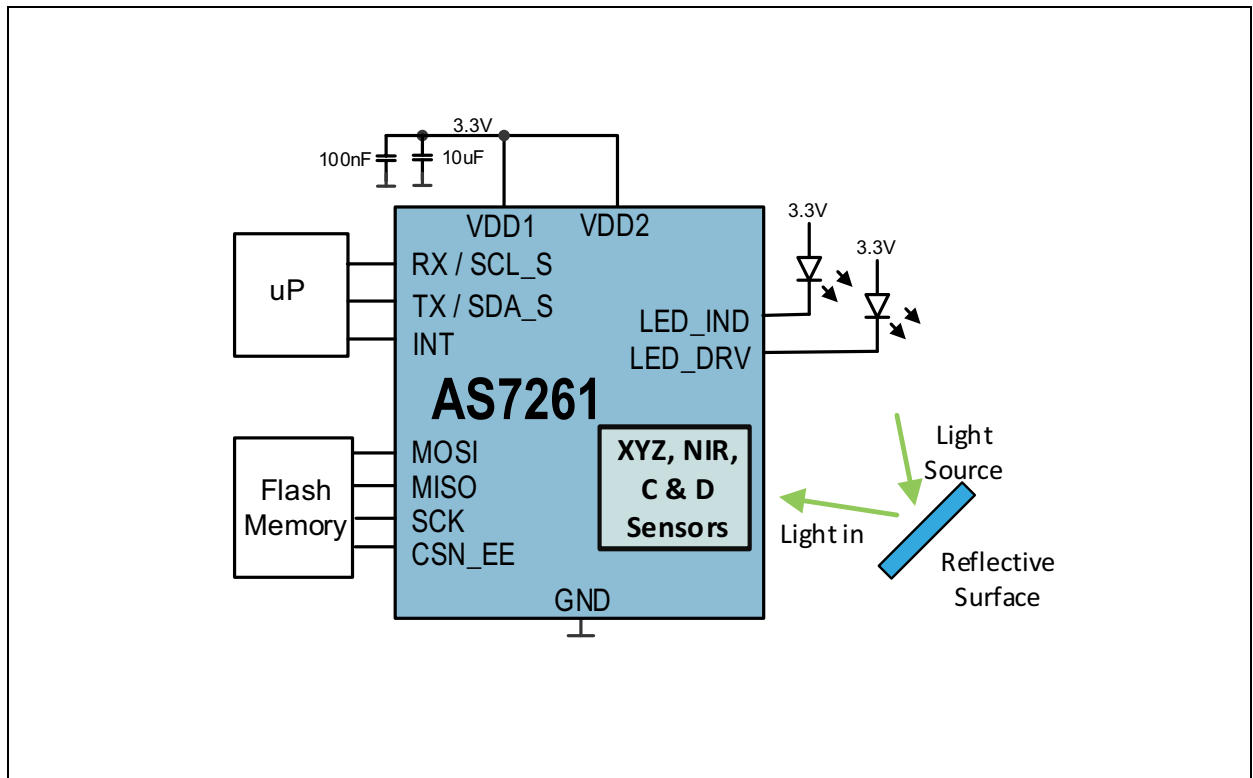 3.3V
100nF
10uF
VDD1
VDD2
3.3V
3.3V
uP
RX / SCL_S
TX / SDA_S
INT
LED_IND
LED_DRV
AS7261
Flash
Memory
MOSI
MISO
SCK
CSN_EE
XYZ, NIR,
C & D
Sensors
Light
Source
Light in
Reflective
Surface
GND